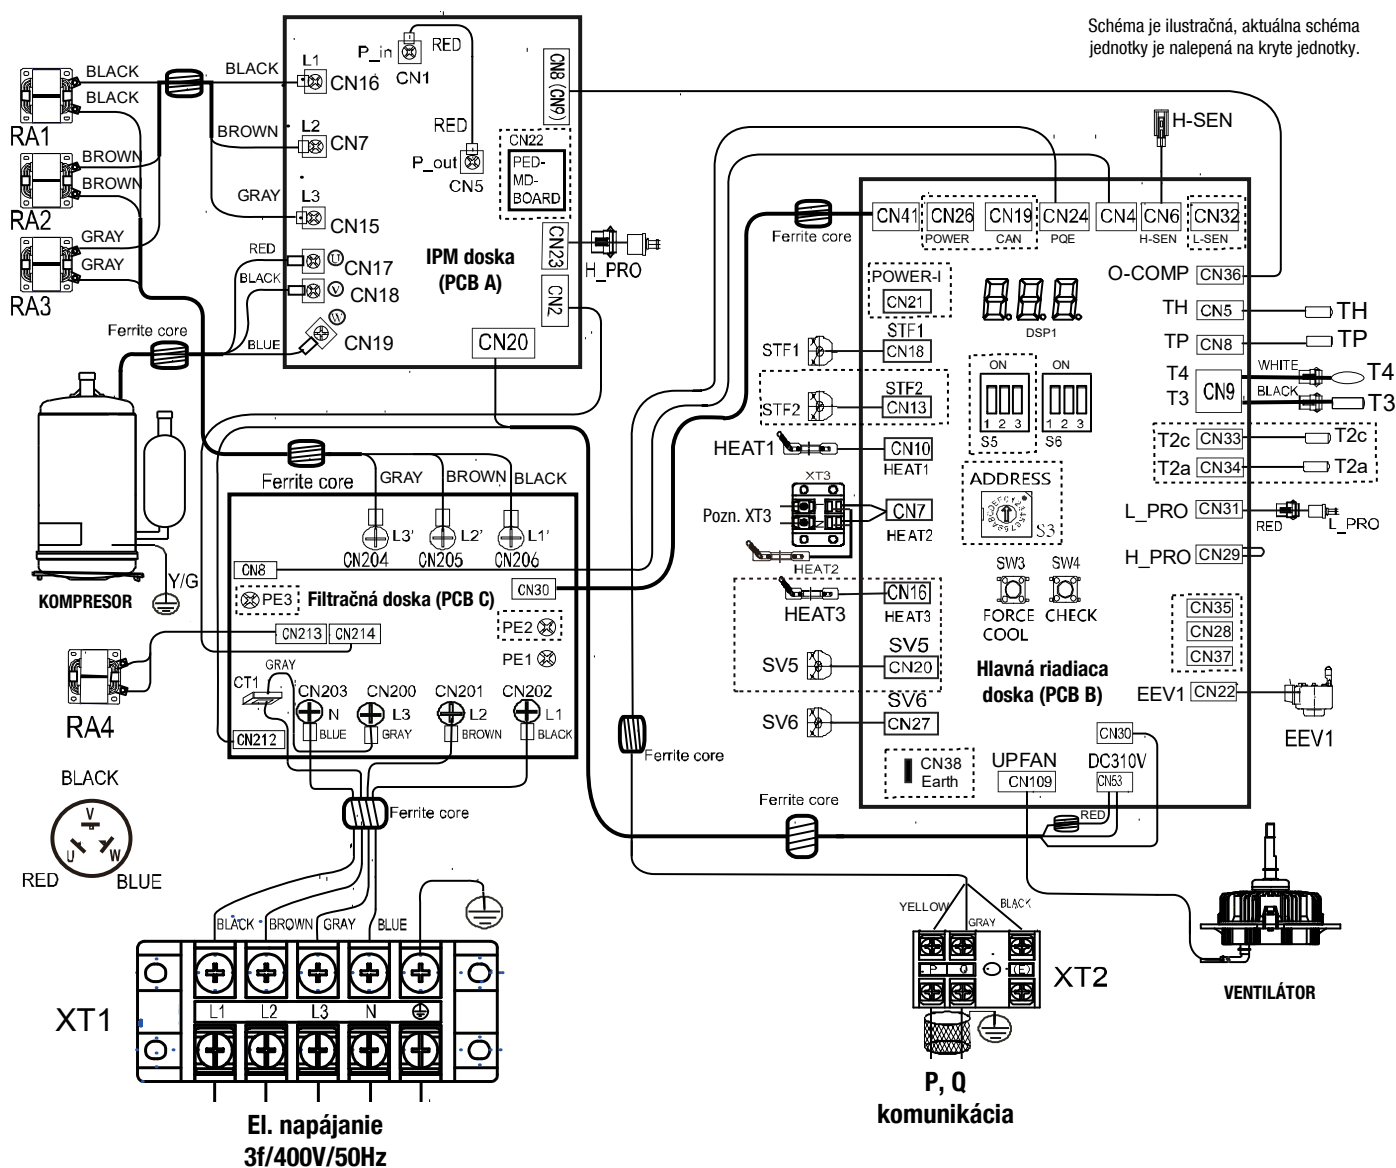 Schéma je ilustračná, aktuálna schéma
jednotky je nalepená na kryte jednotky.
BLACK
BLACK
RA1
BROWN
BROWN
RA2
GRAY
GRAY
RA3
BLACK
BROWN
GRAY
RED
BLACK
BLUE
L1
CN16
L2
CN7
L3
CN15
U
CN17
V
CN18
W
CN19
P_in
CN1
RED
RED
P_out
CN5
CN8 (CN9)
CN22
PED-
MD-
BOARD
CN23
CN2
CN20
IPM doska
(PCB A)
H_PRO
Ferrite core
KOMPRESOR
Y/G
Ferrite core
GRAY
BROWN
BLACK
L3'
CN204
L2'
CN205
L1'
CN206
CN8
CN30
PE3
Filtračná doska (PCB C)
PE2
PE1
CN213
CN214
RA4
GRAY
CT1
CN203
N
BLUE
CN200
L3
GRAY
CN201
L2
BROWN
CN202
L1
BLACK
CN212
Ferrite core
BLACK
V
U
W
RED
BLUE
BLACK
BROWN
GRAY
BLUE
XT1
L1
L2
L3
N
El. napájanie
3f/400V/50Hz
H-SEN
Ferrite core
CN41
CN26
POWER
CN19
CAN
CN24
PQE
CN4
CN6
H-SEN
CN32
L-SEN
POWER-I
CN21
DSP1
O-COMP
CN36
TH
CN5
TH
TP
CN8
TP
T4
T3
CN9
WHITE
BLACK
T4
T3
T2c
CN33
T2c
T2a
CN34
T2a
L_PRO
CN31
RED
L_PRO
H_PRO
CN29
CN35
CN28
CN37
EEV1
CN22
EEV1
STF1
STF1
CN18
STF2
STF2
CN13
HEAT1
CN10
HEAT1
XT3
Pozn. XT3
N
CN7
HEAT2
HEAT2
HEAT3
CN16
HEAT3
SV5
SV5
CN20
SV6
SV6
CN27
CN38
Earth
ON
1 2 3
S5
ON
1 2 3
S6
ADDRESS
S3
SW3
FORCE
COOL
SW4
CHECK
Hlavná riadiaca
doska (PCB B)
UPFAN
CN109
CN30
DC310V
CN53
RED
Ferrite core
Ferrite core
YELLOW
GRAY
BLACK
P
Q
(E)
XT2
P, Q
komunikácia
VENTILÁTOR